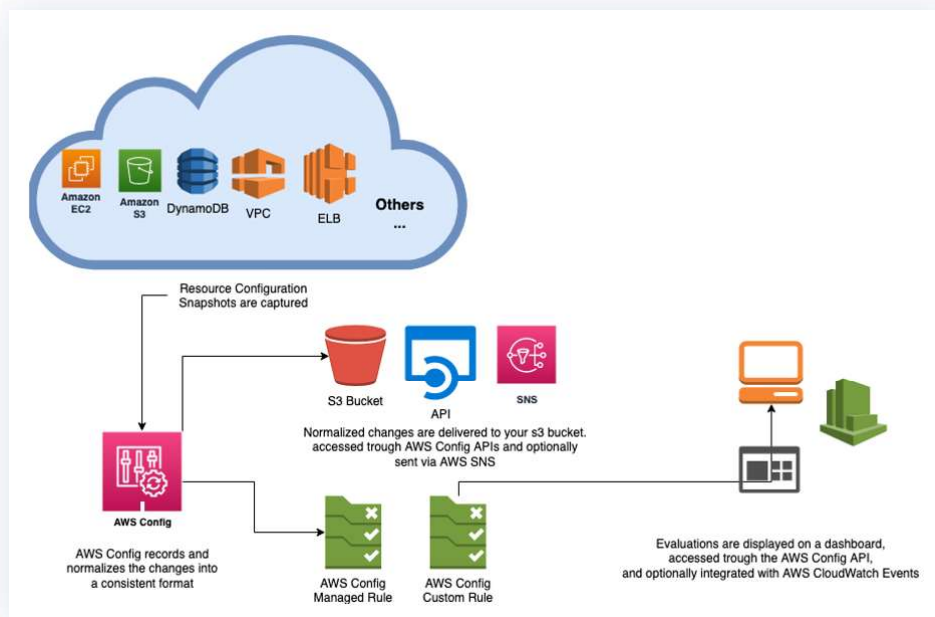 Amazon
EC2
Amazon
S3
DynamoDB
VPC
ELB
Others
...
Resource Configuration
Snapshots are captured
S3 Bucket
API
SNS
Normalized changes are delivered to your s3 bucket.
accessed trough AWS Config APIs and optionally
sent via AWS SNS
AWS Config
AWS Config records and
normalizes the changes into
a consistent format
AWS Config
Managed Rule
AWS Config
Custom Rule
Evaluations are displayed on a dashboard,
accessed trough the AWS Config API,
and optionally integrated with AWS CloudWatch Events